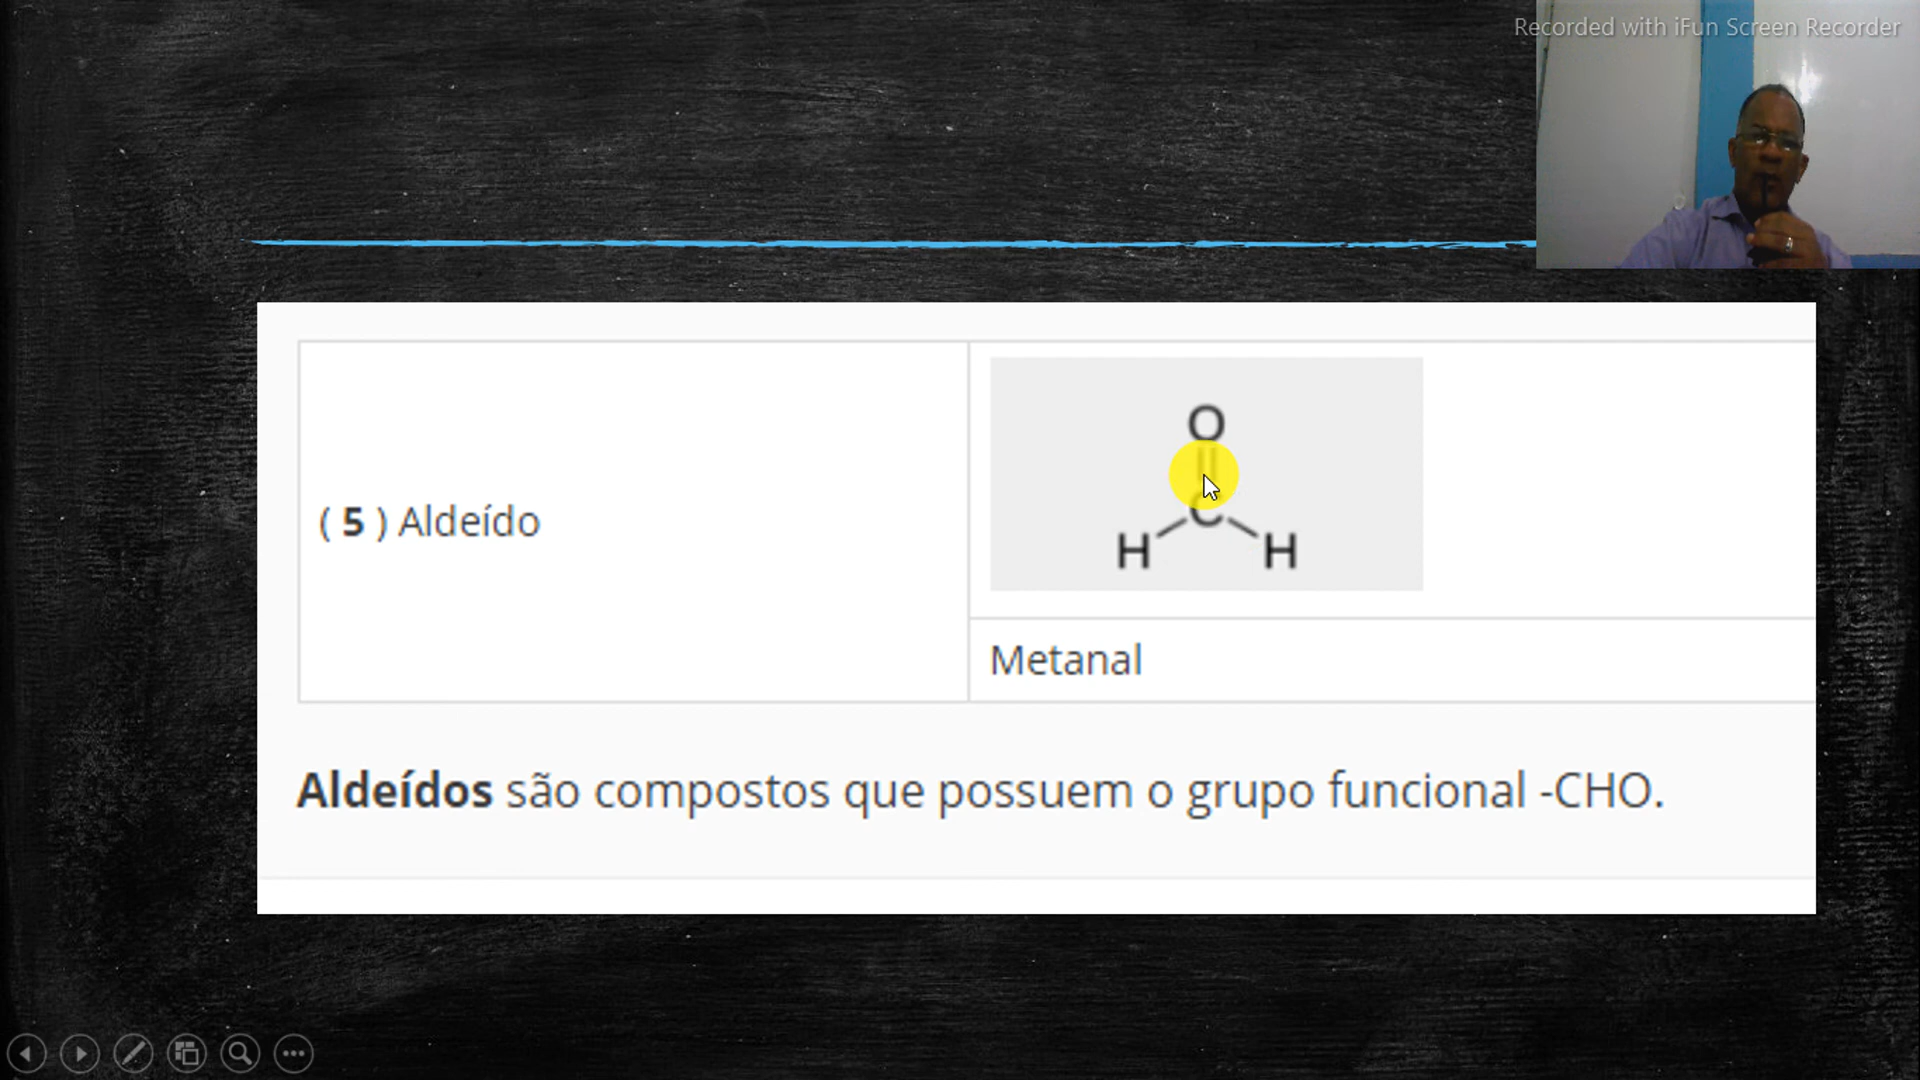 Recorded with iFun Screen Recorder
( 5 ) Aldeído
O
C
H H
Metanal
Aldeídos são compostos que possuem o grupo funcional -CHO.